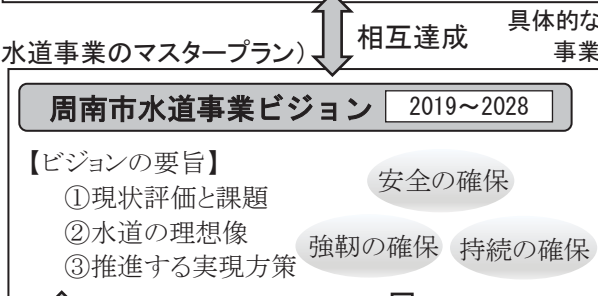 相互達成
具体的な
事業
水道事業のマスタープラン）
周南市水道事業ビジョン 2019～2028
【ビジョンの要旨】
①現状評価と課題
②水道の理想像
③推進する実現方策
安全の確保
強靭の確保 持続の確保